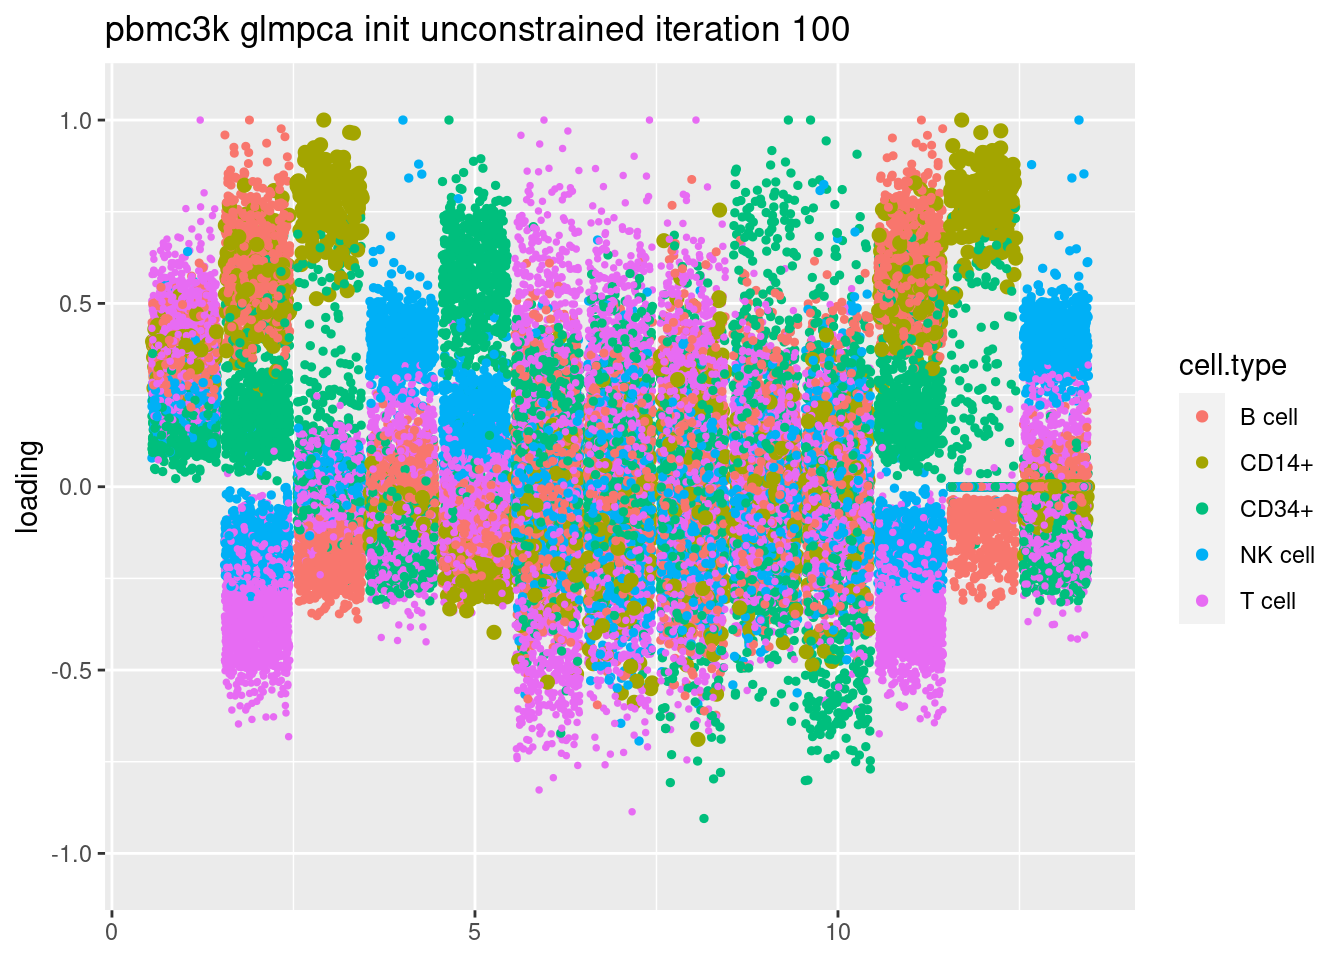 pbmc3k glmpca init unconstrained iteration 100
1.0
0.5
0.0
-0.5
-1.0
loading
0
5
10
cell.type
B cell
CD14+
CD34+
NK cell
T cell